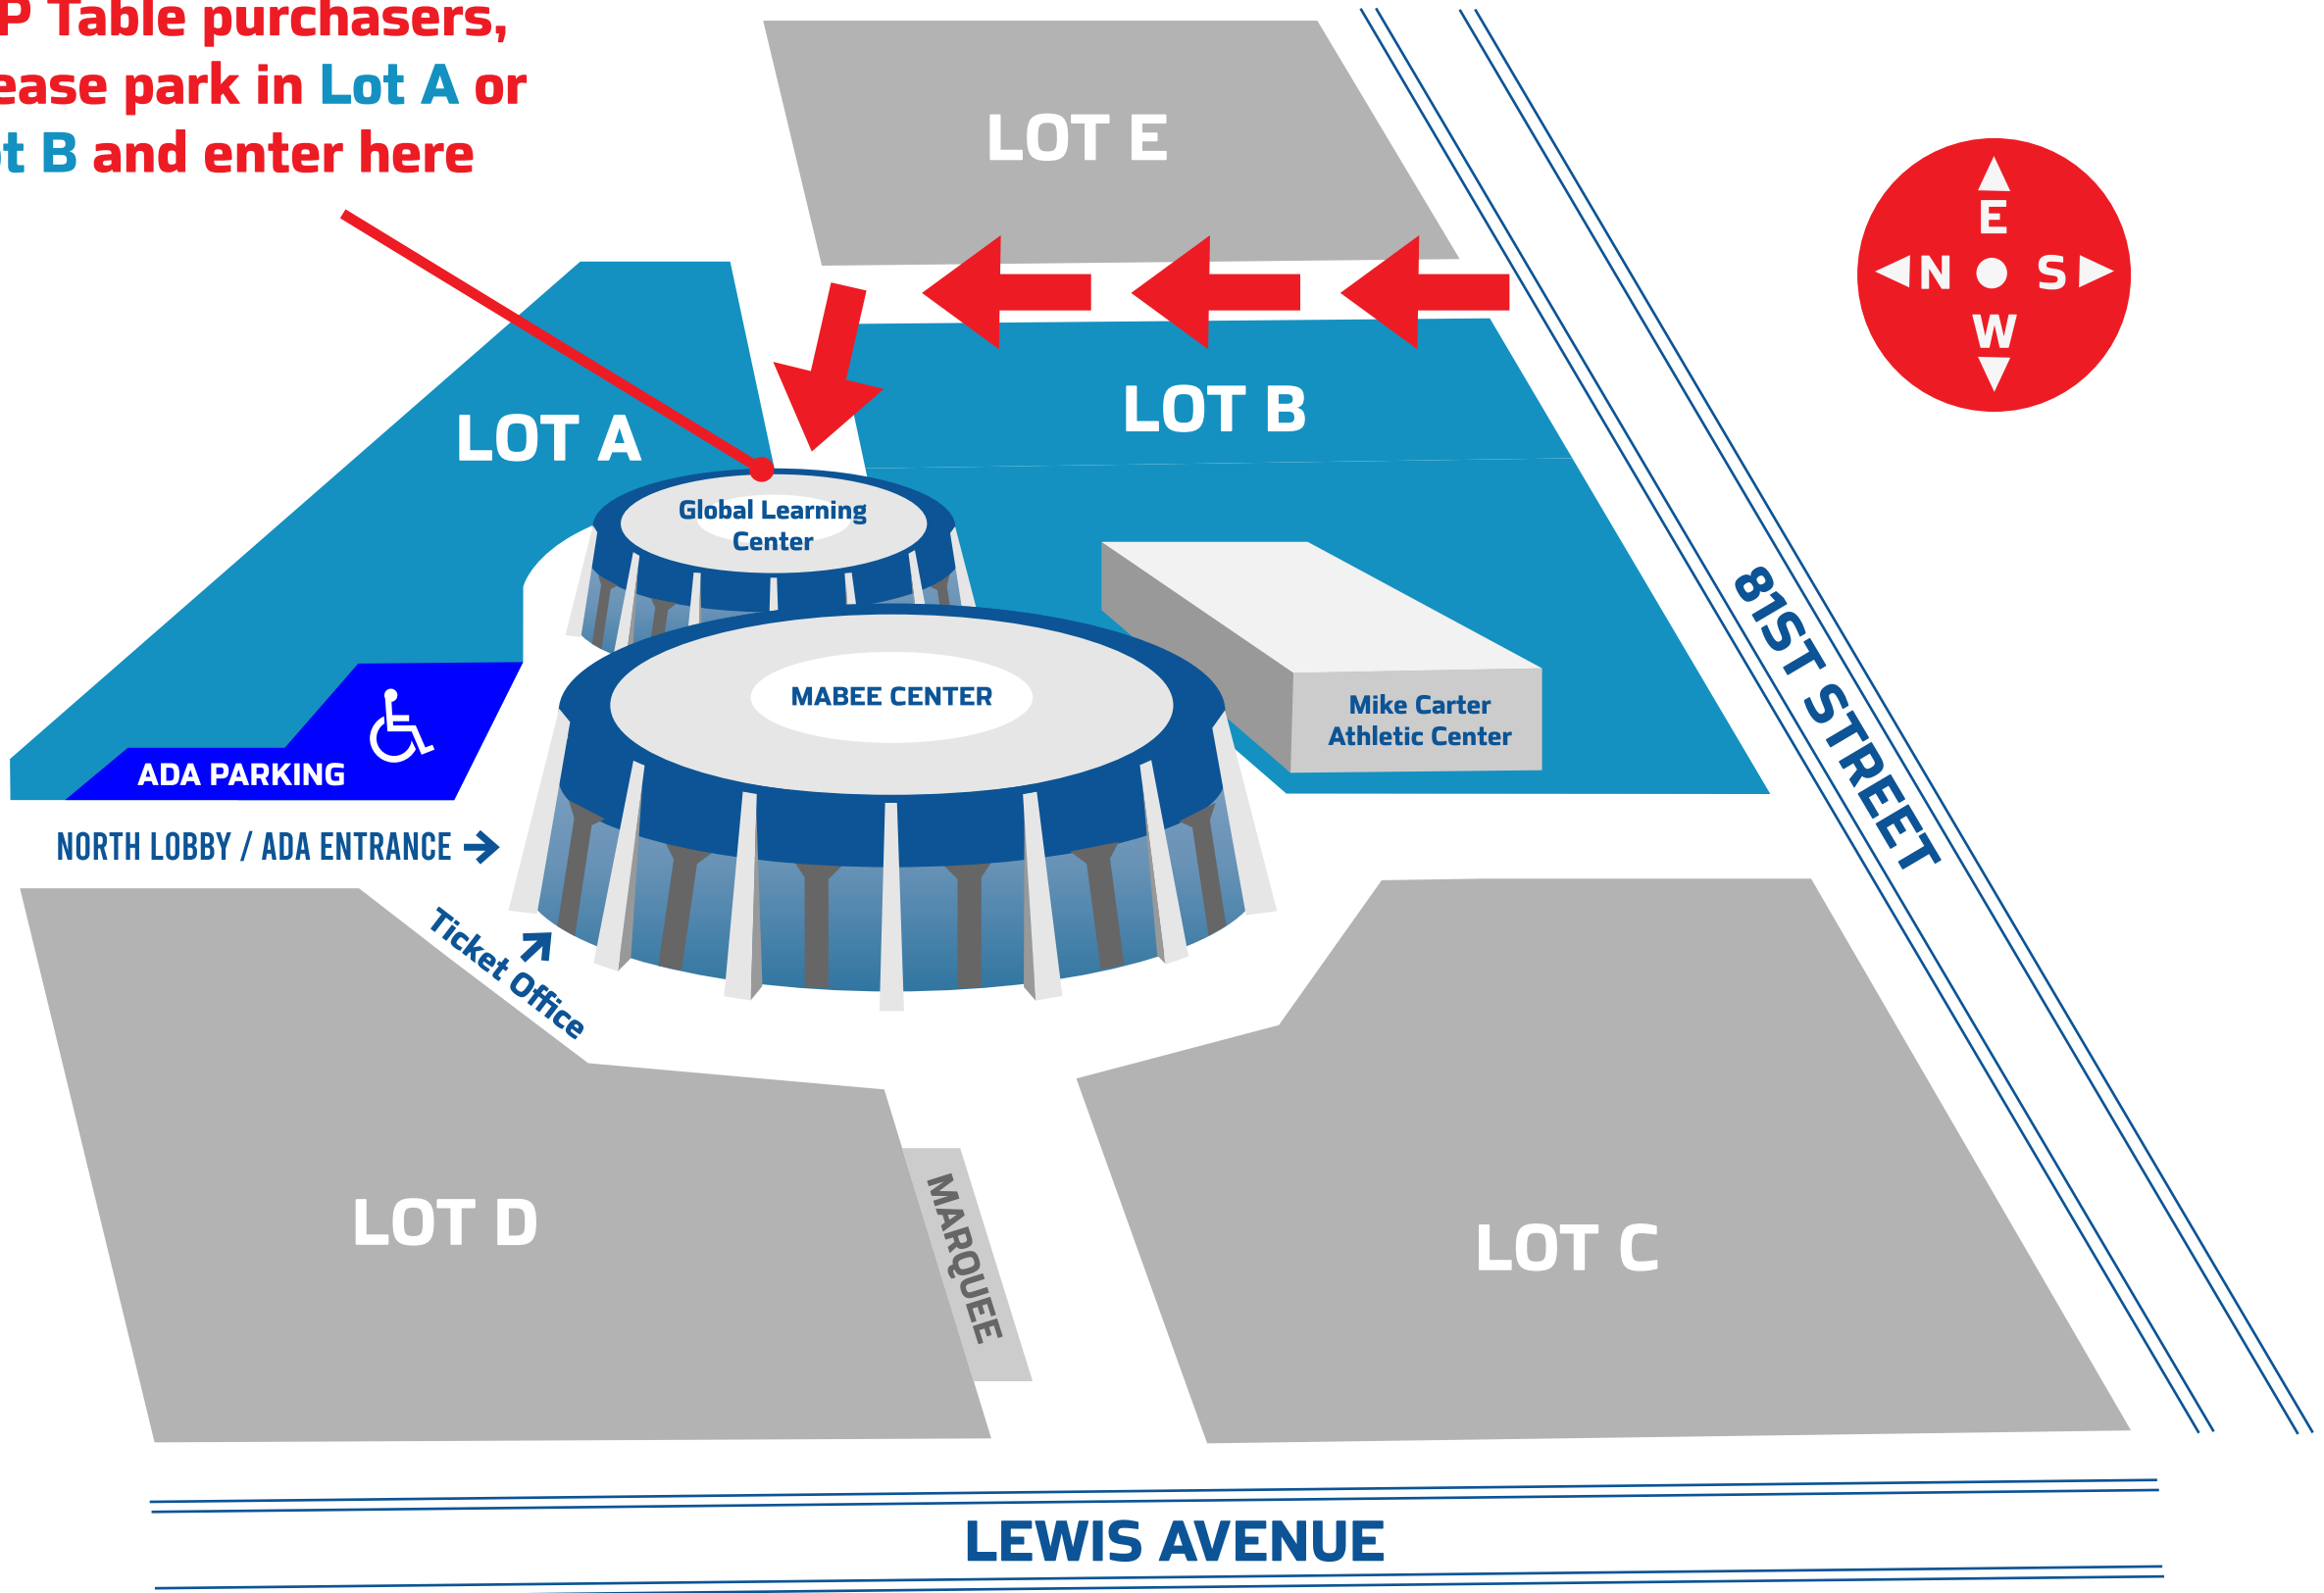 P Table purchasers,
ease park in Lot A or
t B and enter here
LOT E
E
N S
W
LOT B
LOT A
Global Learning
Center
MABEE CENTER
Mike Carter
Athletic Center
81ST STREET
ADA PARKING
NORTH LOBBY / ADA ENTRANCE
Ticket Office
LOT D
MARQUEE
LOT C
LEWIS AVENUE